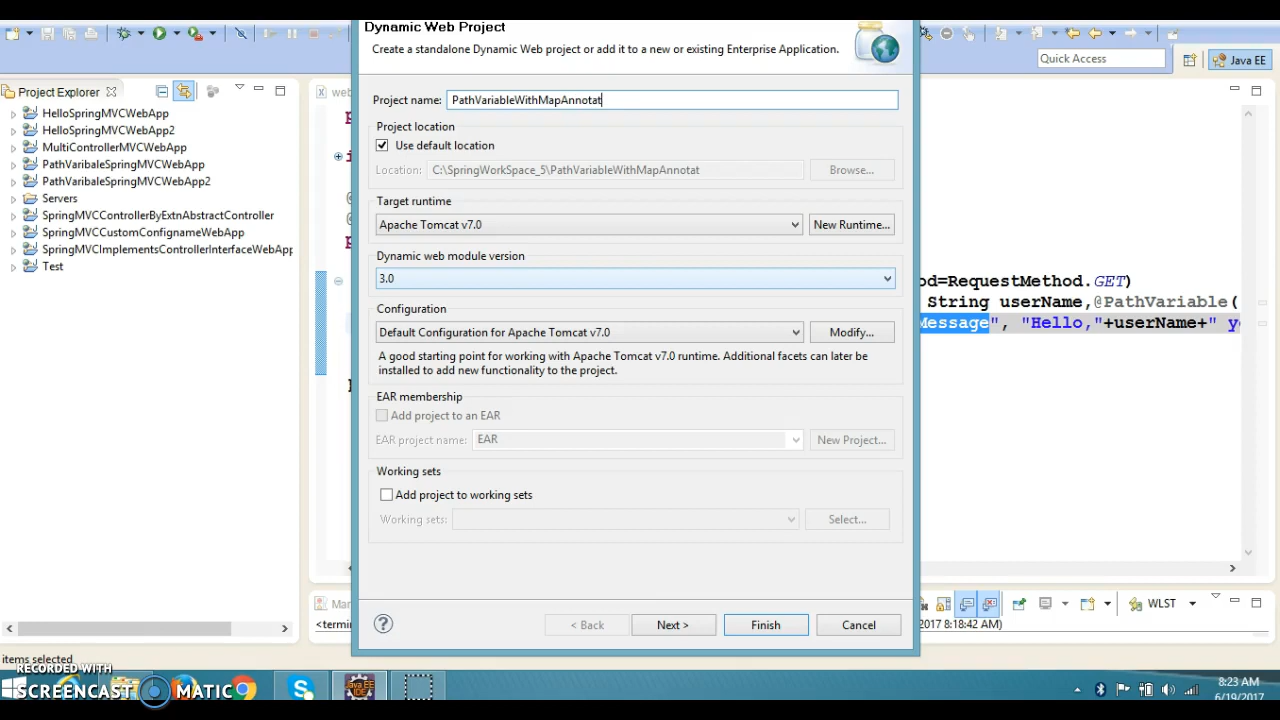 Dynamic Web Project
Create a standalone Dynamic Web project or add it to a new or existing Enterprise Application.
Quick Access
Java EE
Project Explorer
web
HelloSpringMVCWebApp
HelloSpringMVCWebApp2
MultiControllerMVCWebApp
PathVaribaleSpringMVCWebApp
PathVaribaleSpringMVCWebApp2
Servers
SpringMVCControllerByExtnAbstractController
SpringMVCCustomConfignameWebApp
SpringMVCImplementsControllerInterfaceWebApp
Test
Project name: PathVariableWithMapAnnotat
Project location
Use default location
Location: C:\SpringWorkSpace_5\PathVariableWithMapAnnotat Browse...
Target runtime
Apache Tomcat v7.0 New Runtime...
Dynamic web module version
3.0
Configuration
Default Configuration for Apache Tomcat v7.0 Modify...
A good starting point for working with Apache Tomcat v7.0 runtime. Additional facets can later be
installed to add new functionality to the project.
EAR membership
Add project to an EAR
EAR project name: EAR New Project...
Working sets
Add project to working sets
Working sets: Select...
? < Back Next > Finish Cancel
od=RequestMethod.GET)
String userName,@PathVariable(
Message", "Hello,"+userName+" y
Mar
<termi
WLST
2017 8:18:42 AM)
items selected
RECORDED WITH
SCREENCAST MATIC
Java EE
IDE
8:23 AM
6/19/2017